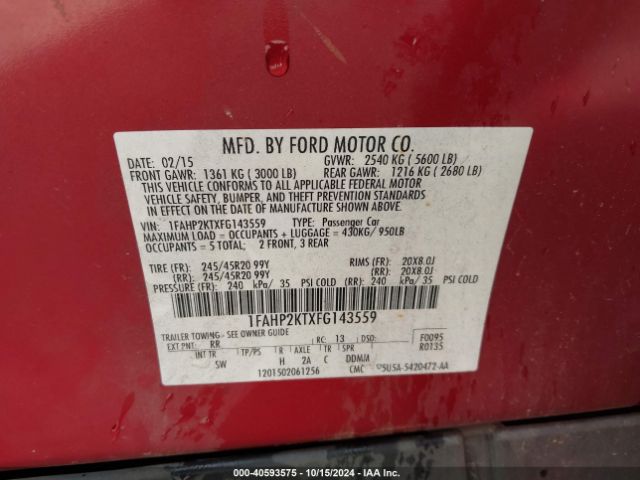 MFD. BY FORD MOTOR CO.
DATE: 02/15 GVWR: 2540 KG ( 5600 LB)
FRONT GAWR: 1361 KG ( 3000 LB) REAR GAWR: 1216 KG ( 2680 LB)
THIS VEHICLE CONFORMS TO ALL APPLICABLE FEDERAL MOTOR
VEHICLE SAFETY, BUMPER, AND THEFT PREVENTION STANDARDS
IN EFFECT ON THE DATE OF MANUFACTURE SHOWN ABOVE.
VIN: 1FAHP2KTXFG143559 TYPE: Passenger Car
MAXIMUM LOAD = OCCUPANTS + LUGGAGE = 430KG/ 950LB
OCCUPANTS = 5 TOTAL; 2 FRONT, 3 REAR
TIRE (FR): 245/45R20 99Y RIMS (FR): 20X8.0J
(RR): 245/45R20 99Y (RR): 20X8.0J
PRESSURE (FR): 240 kPa/ 35 PSI COLD (RR): 240 kPa/ 35 PSI COLD
1FAHP2KTXFG143559
TRAILER TOWING - SEE OWNER GUIDE
EXT PNT: RR RC: 13 DSO: F0095
R0135
INT TR TP/PS R AXLE TR SPR
SW H 2A C DDMM
1201502061256 CMC 5U5A-5420472-AA
00-40593575 | 10/15/2024 | IAA Inc.